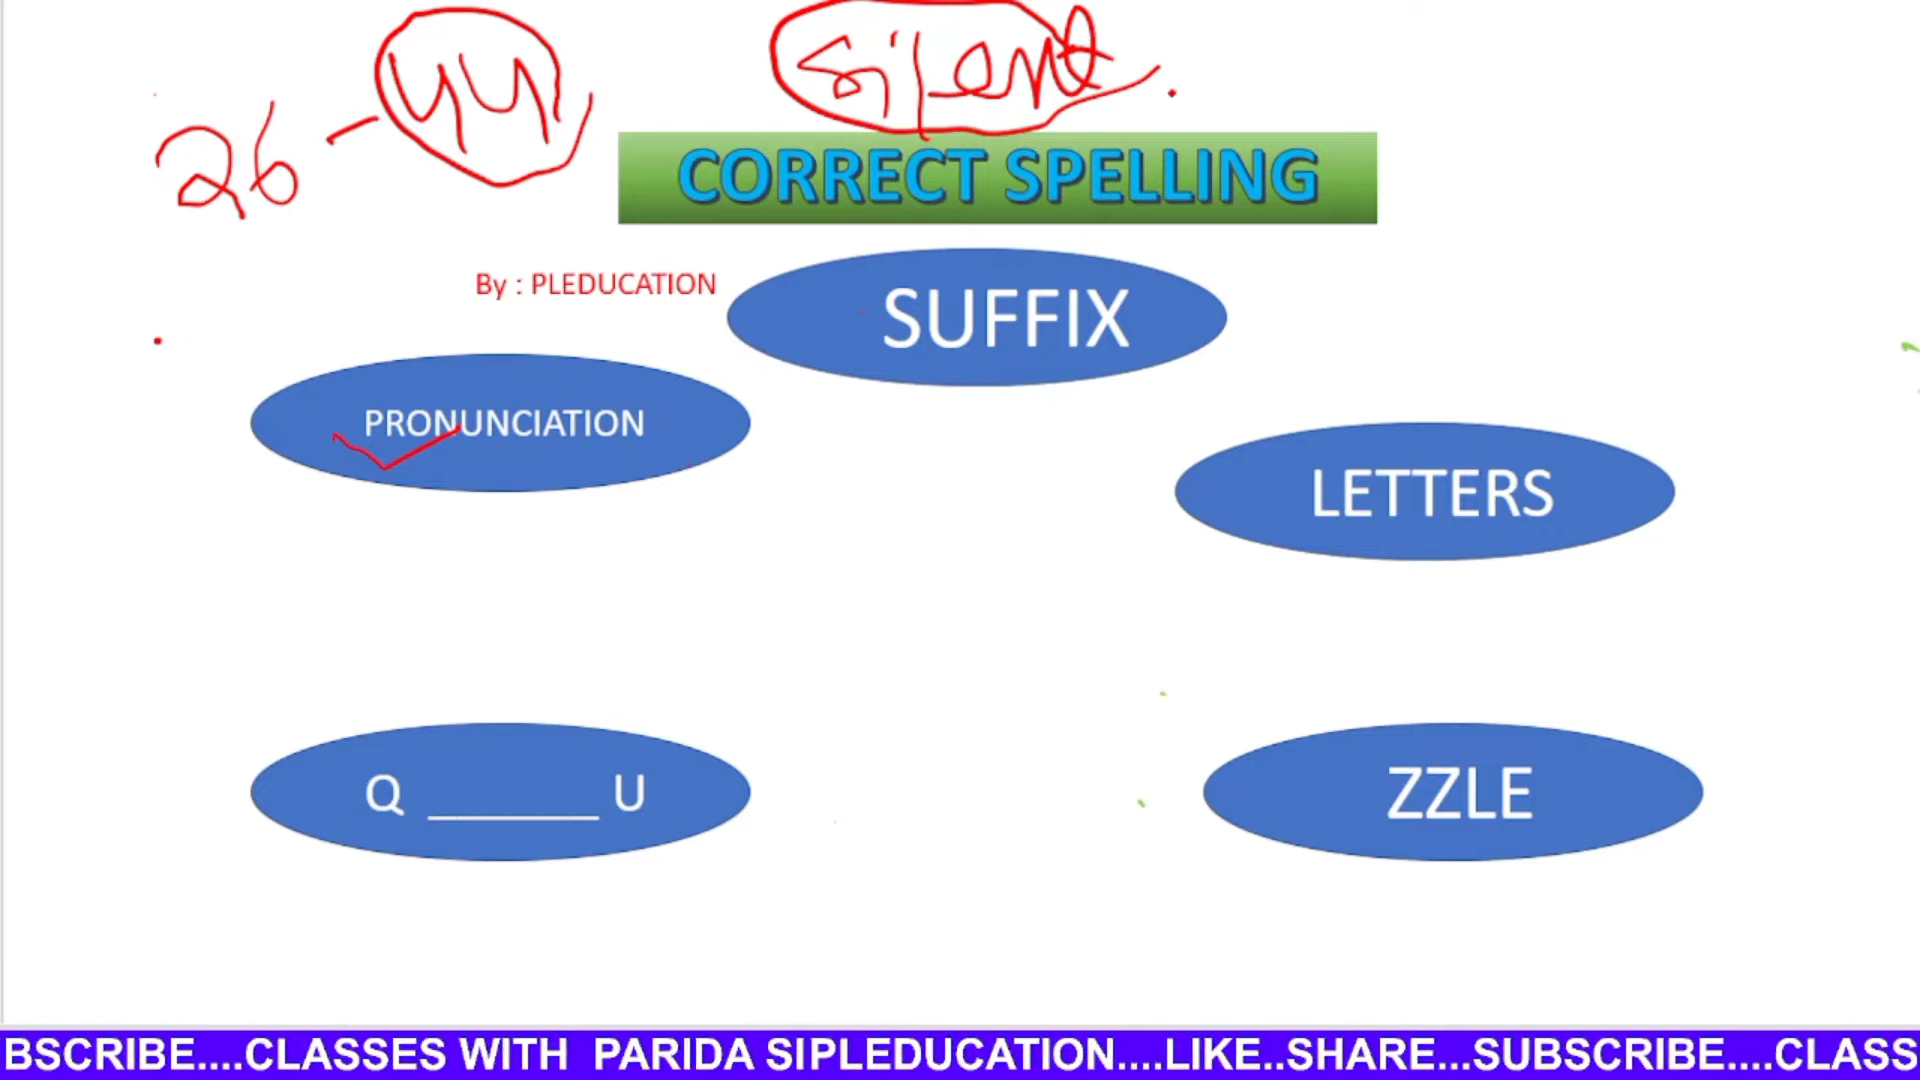 26 - 44
silent
CORRECT SPELLING
By : PLEDUCATION
SUFFIX
PRONUNCIATION
LETTERS
Q ______ U
ZZLE
BSCRIBE....CLASSES WITH PARIDA SIPLEDUCATION....LIKE..SHARE...SUBSCRIBE....CLASS